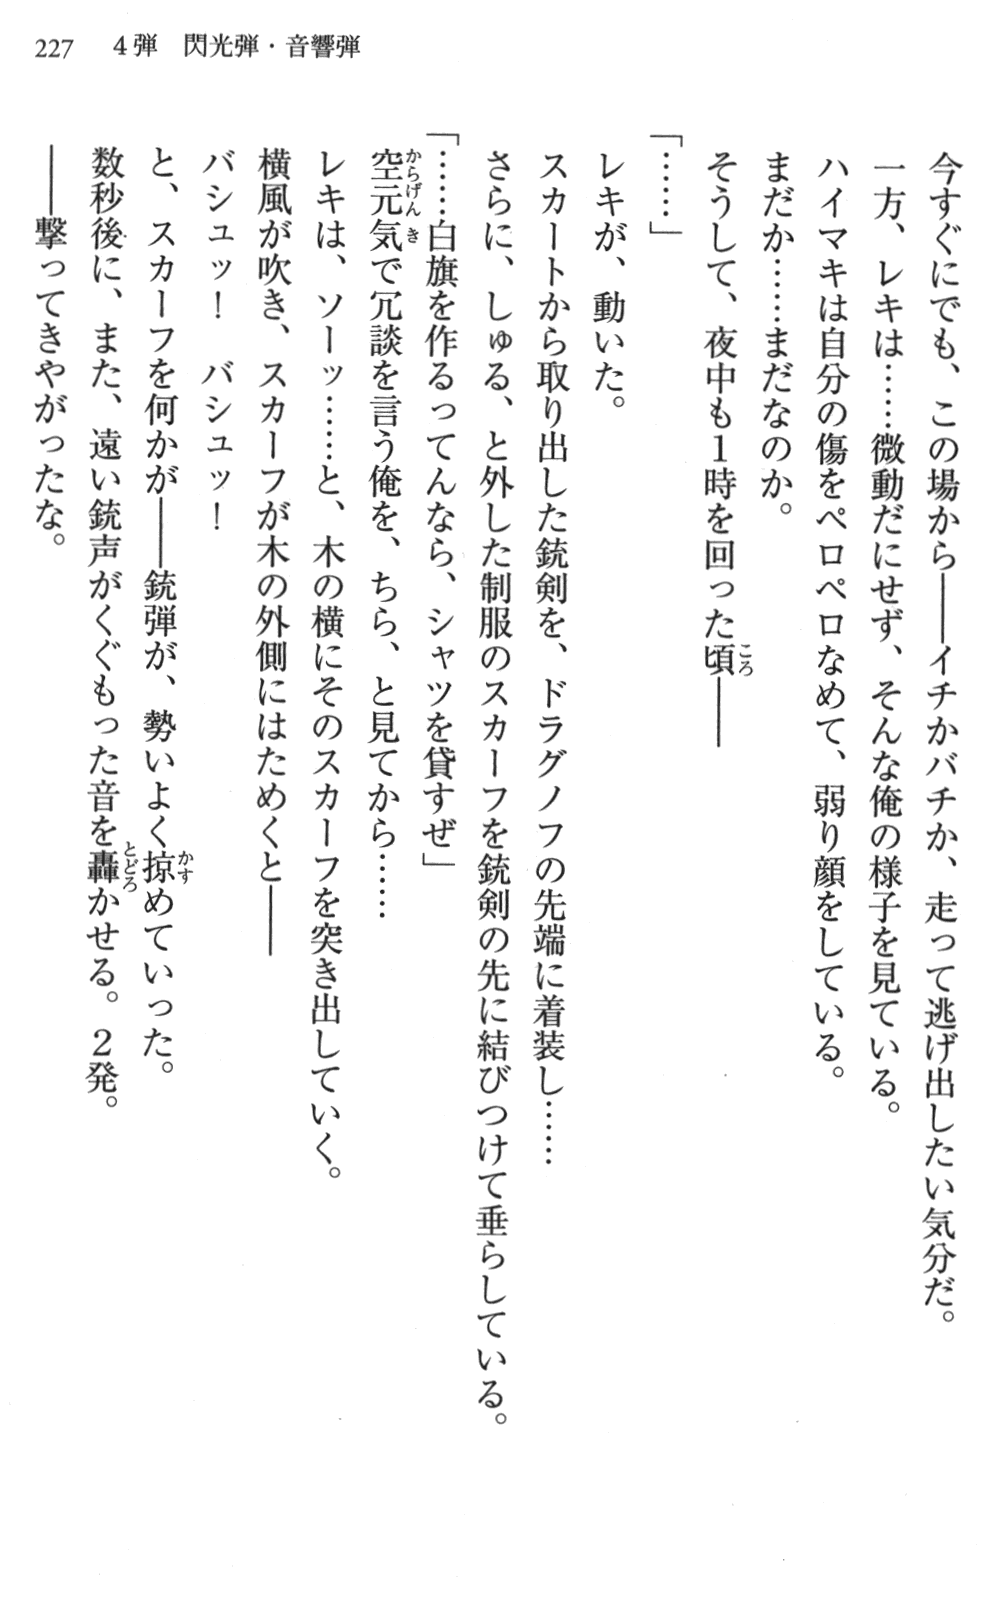 227　４弾　閃光弾・音響弾
今すぐにでも、この場から――イチかバチか、走って逃げ出したい気分だ。
一方、レキは……微動だにせず、そんな俺の様子を見ている。
ハイマキは自分の傷をペロペロなめて、弱り顔をしている。
まだか……まだなのか。
そうして、夜中も１時を回った頃――
「……」
レキが、動いた。
スカートから取り出した銃剣を、ドラグノフの先端に着装し……
さらに、しゅる、と外した制服のスカーフを銃剣の先に結びつけて垂らしている。
「……白旗を作るってんなら、シャツを貸すぜ」
空元気で冗談を言う俺を、ちら、と見てから……
レキは、ソーッ……と、木の横にそのスカーフを突き出していく。
横風が吹き、スカーフが木の外側にはためくと――
バシュッ！　バシュッ！
と、スカーフを何かが――銃弾が、勢いよく掠めていった。
数秒後に、また、遠い銃声がくぐもった音を轟かせる。２発。
――撃ってきやがったな。